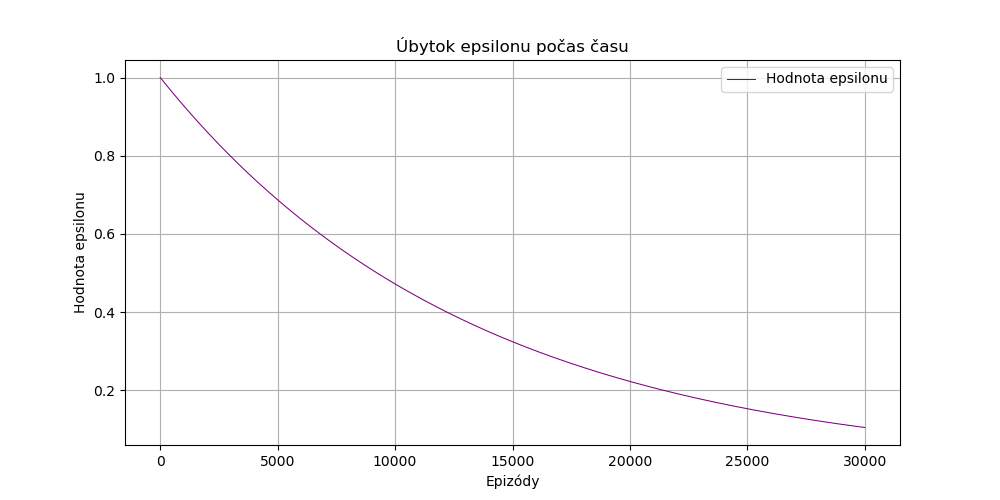 Úbytok epsilonu počas času
Hodnota epsilonu
1.0
0.8
0.6
0.4
0.2
Hodnota epsilonu
0 5000 10000 15000 20000 25000 30000
Epizódy